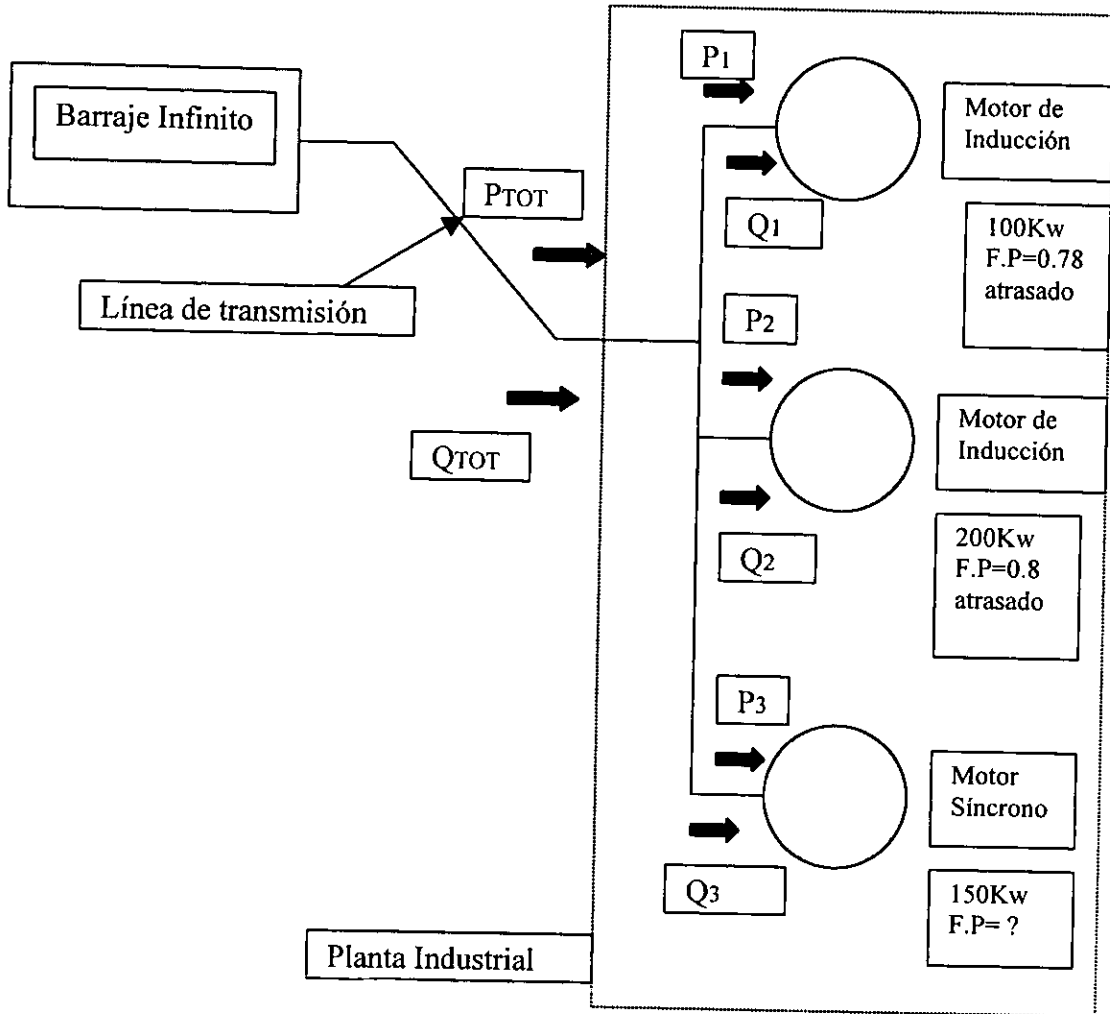 Barraje Infinito
PTOT
Línea de transmisión
QTOT
P1
Q1
Motor de
Inducción
100Kw
F.P=0.78
atrasado
P2
Q2
Motor de
Inducción
200Kw
F.P=0.8
atrasado
P3
Q3
Motor
Síncrono
150Kw
F.P= ?
Planta Industrial